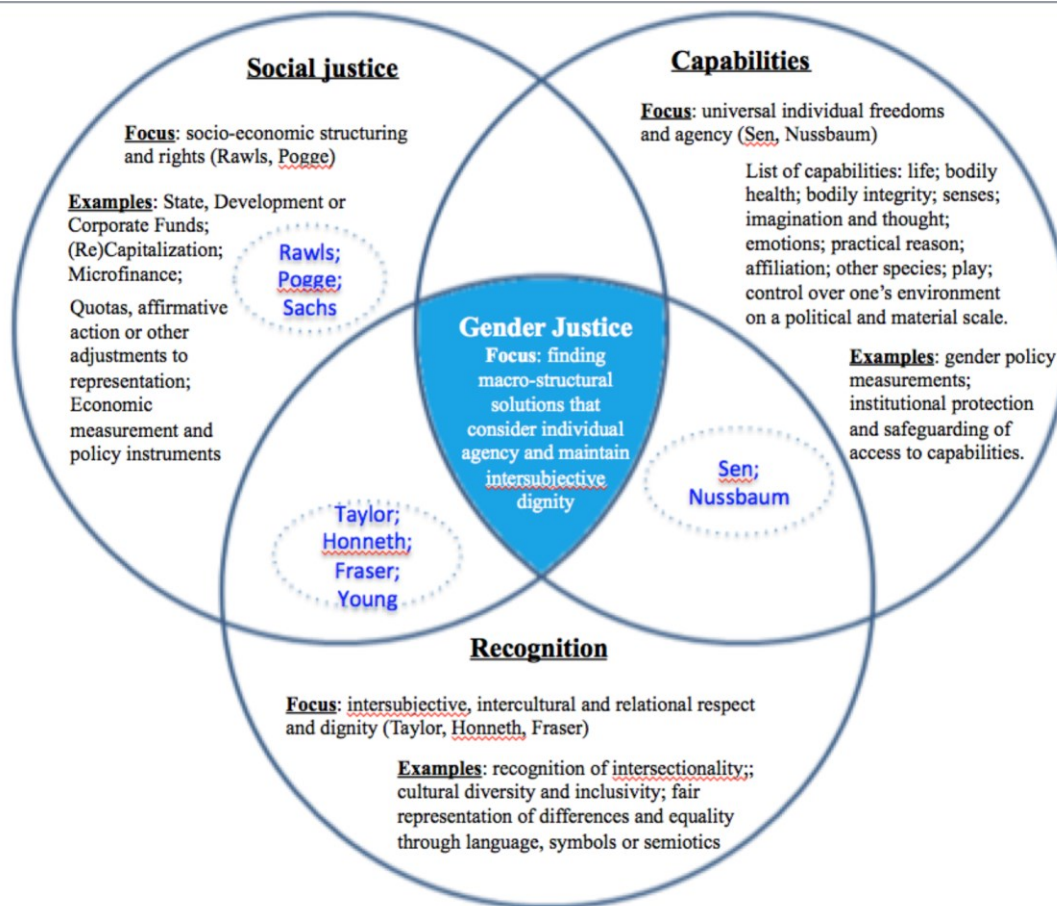 Social justice
Focus: socio-economic structuring
and rights (Rawls, Pogge)
Examples: State, Development or
Corporate Funds;
(Re)Capitalization;
Microfinance;
Quotas, affirmative
action or other
adjustments to
representation;
Economic
measurement and
policy instruments
Rawls;
Pogge;
Sachs
Capabilities
Focus: universal individual freedoms
and agency (Sen, Nussbaum)
List of capabilities: life; bodily
health; bodily integrity; senses;
imagination and thought;
emotions; practical reason;
affiliation; other species; play;
control over one’s environment
on a political and material scale.
Examples: gender policy
measurements;
institutional protection
and safeguarding of
access to capabilities.
Gender Justice
Focus: finding
macro-structural
solutions that
consider individual
agency and maintain
intersubjective
dignity
Sen;
Nussbaum
Taylor;
Honneth;
Fraser;
Young
Recognition
Focus: intersubjective, intercultural and relational respect
and dignity (Taylor, Honneth, Fraser)
Examples: recognition of intersectionality;;
cultural diversity and inclusivity; fair
representation of differences and equality
through language, symbols or semiotics